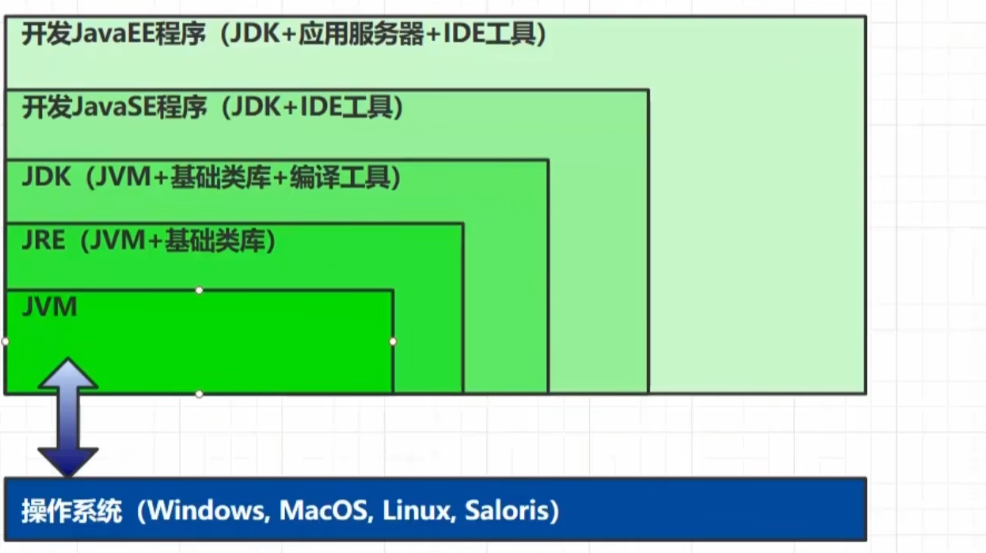 开发JavaEE程序（JDK+应用服务器+IDE工具）
开发JavaSE程序（JDK+IDE工具）
JDK（JVM+基础类库+编译工具）
JRE（JVM+基础类库）
JVM
操作系统（Windows, MacOS, Linux, Saloris）